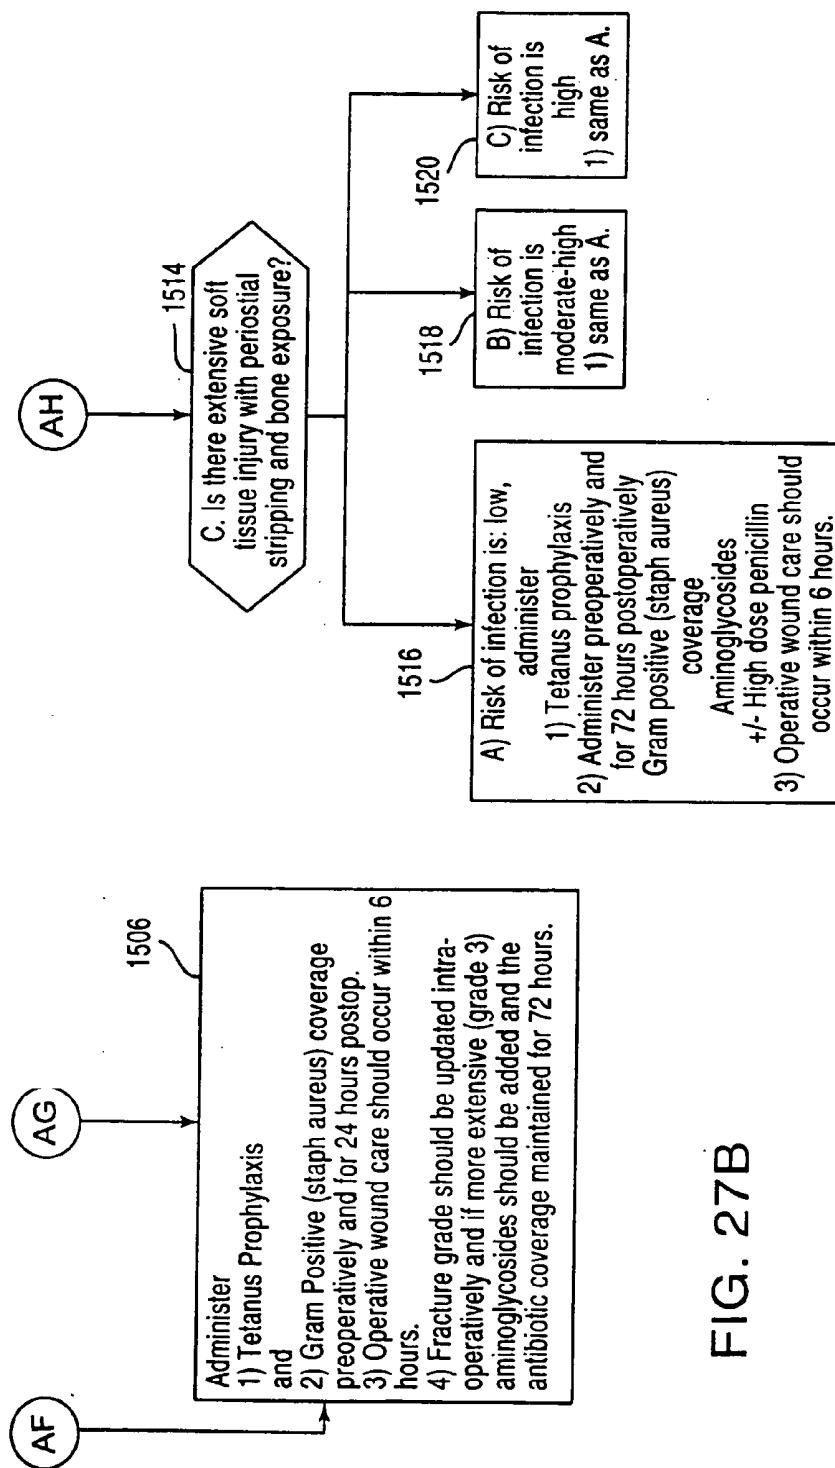 AF
AG
1506
Administer
1) Tetanus Prophylaxis
and
2) Gram Positive (staph aureus) coverage
preoperatively and for 24 hours postop.
3) Operative wound care should occur within 6
hours.
4) Fracture grade should be updated intra-
operatively and if more extensive (grade 3)
aminoglycosides should be added and the
antibiotic coverage maintained for 72 hours.
AH
1514
C. Is there extensive soft
tissue injury with periostial
stripping and bone exposure?
1516
A) Risk of infection is: low,
administer
1) Tetanus prophylaxis
2) Administer preoperatively and
for 72 hours postoperatively
Gram positive (staph aureus)
coverage
Aminoglycosides
+/- High dose penicillin
3) Operative wound care should
occur within 6 hours.
1518
B) Risk of
infection is
moderate-high
1) same as A.
1520
C) Risk of
infection is
high
1) same as A.
FIG. 27B